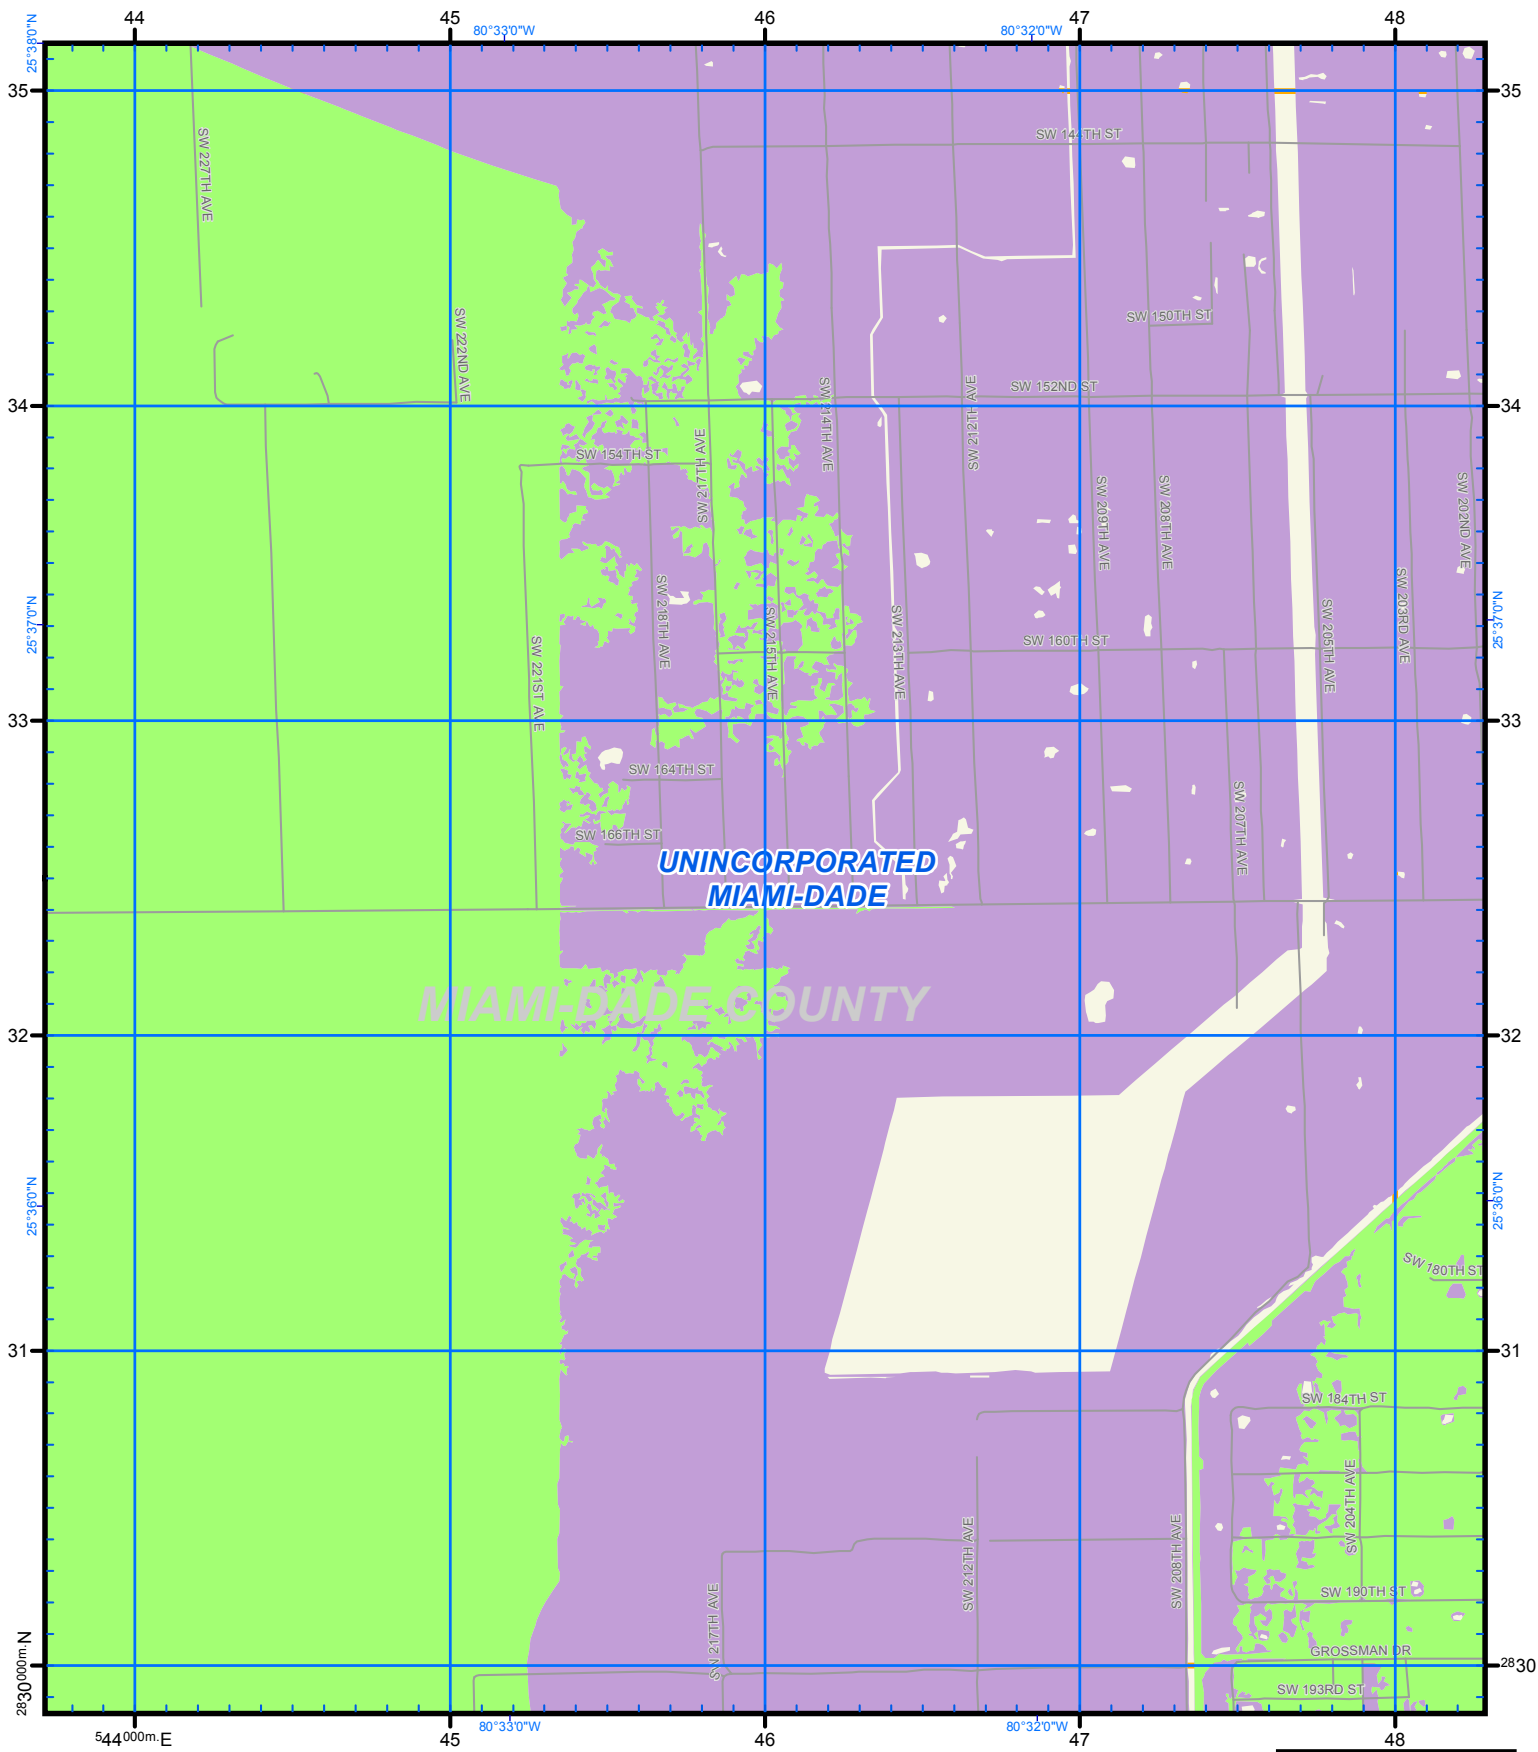 44 45 46 47 48
80°33'0"W 80°32'0"W
25°38'0"N
35 35
SW 144TH ST
SW 227TH AVE
SW 222ND AVE
SW 150TH ST
SW 152ND ST
34 34
SW 214TH AVE
SW 212TH AVE
SW 217TH AVE
SW 154TH ST
SW 209TH AVE
SW 208TH AVE
SW 202ND AVE
25°37'0"N 25°37'0"N
SW 218TH AVE
SW 215TH AVE
SW 213TH AVE
SW 205TH AVE
SW 203RD AVE
SW 160TH ST
SW 221ST AVE
33 33
SW 164TH ST
SW 207TH AVE
SW 166TH ST
UNINCORPORATED
MIAMI-DADE
MIAMI-DADE COUNTY
32 32
25°36'0"N 25°36'0"N
SW 180TH ST
31 31
SW 184TH ST
SW 204TH AVE
SW 212TH AVE
SW 208TH AVE
SW 217TH AVE
SW 190TH ST
GROSSMAN DR
2830000m. N 2830
SW 193RD ST
80°33'0"W 80°32'0"W
544000m. E 45 46 47 48